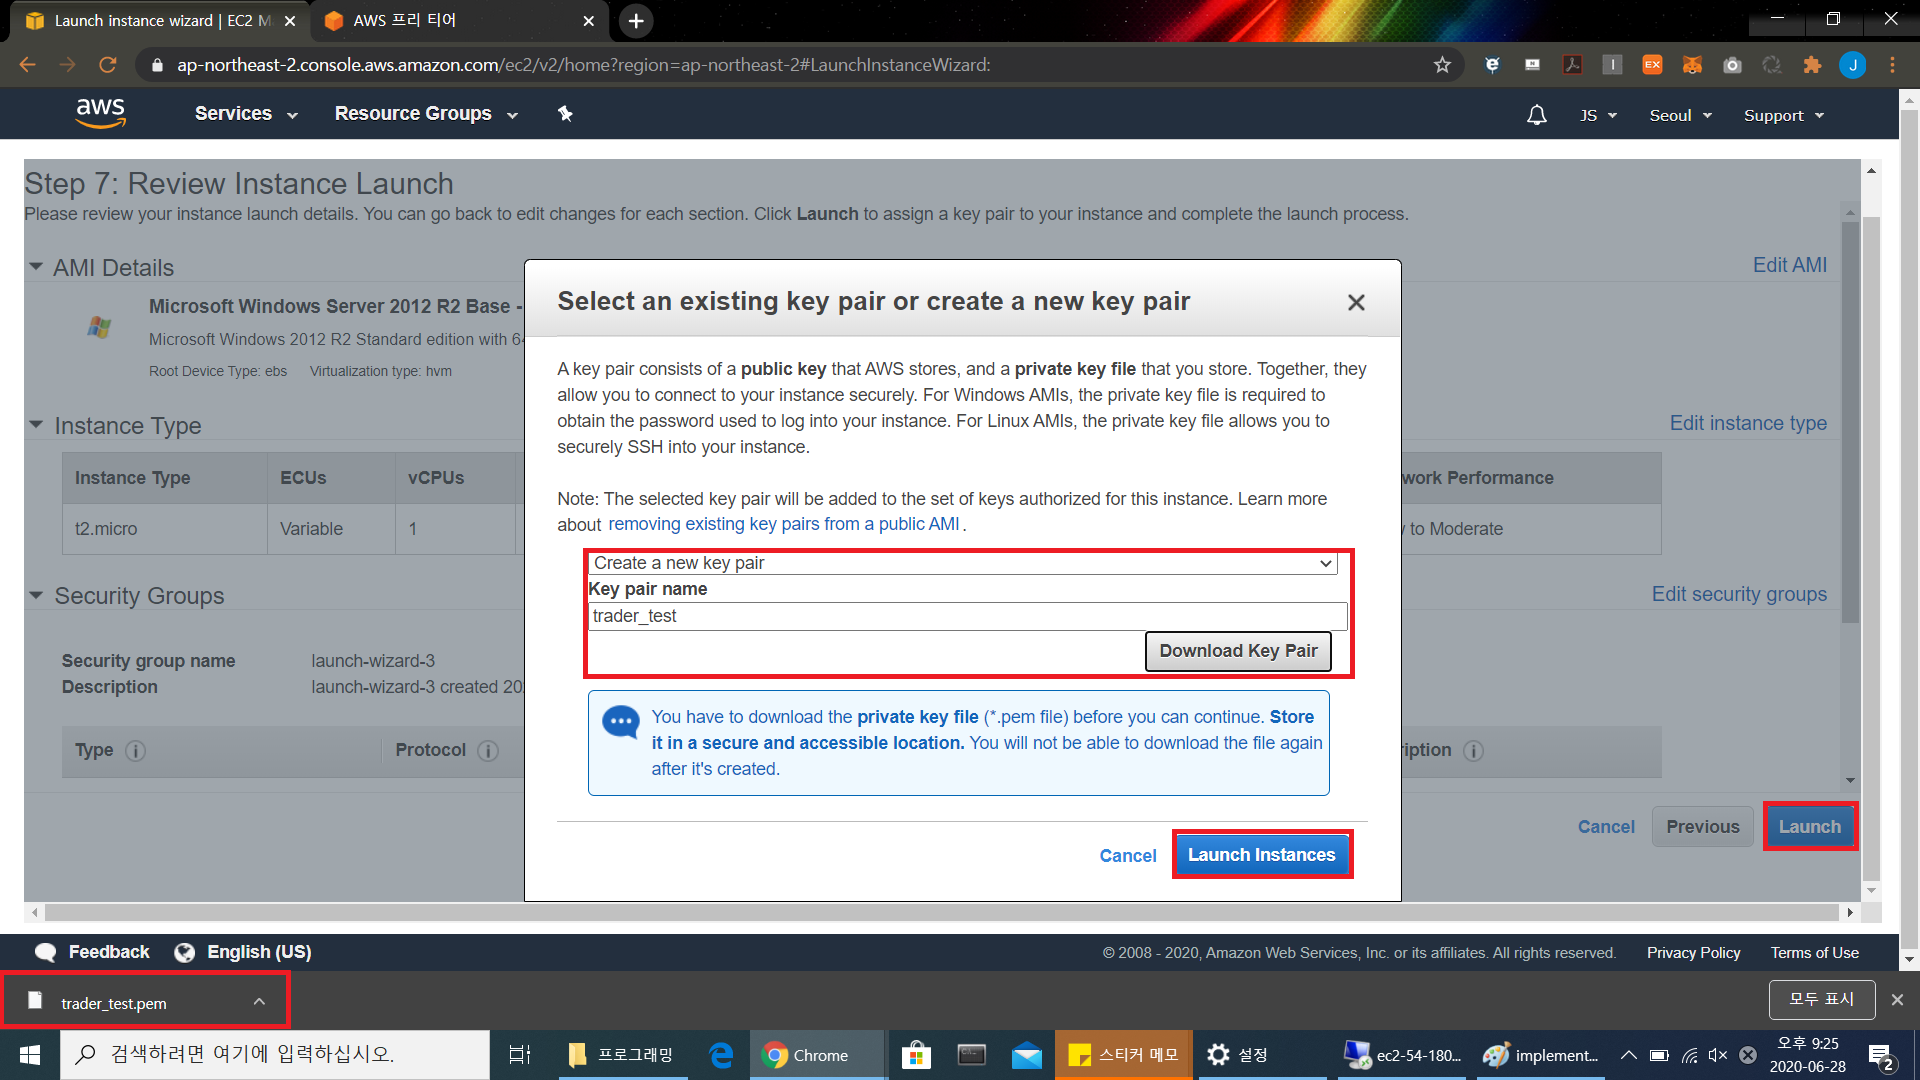 Launch instance wizard | EC2 M
AWS 프리 티어
ap-northeast-2.console.aws.amazon.com/ec2/v2/home?region=ap-northeast-2#LaunchInstanceWizard:
EX
J
aws
Services
Resource Groups
JS
Seoul
Support
Step 7: Review Instance Launch
Please review your instance launch details. You can go back to edit changes for each section. Click Launch to assign a key pair to your instance and complete the launch process.
AMI Details
Edit AMI
Microsoft Windows Server 2012 R2 Base -
Microsoft Windows 2012 R2 Standard edition with 64
Root Device Type: ebs Virtualization type: hvm
Instance Type
Edit instance type
Instance Type ECUs vCPUs
work Performance
t2.micro Variable 1
to Moderate
Security Groups
Edit security groups
Security group name launch-wizard-3
Description launch-wizard-3 created 202
Type Protocol
iption
Select an existing key pair or create a new key pair
A key pair consists of a public key that AWS stores, and a private key file that you store. Together, they
allow you to connect to your instance securely. For Windows AMIs, the private key file is required to
obtain the password used to log into your instance. For Linux AMIs, the private key file allows you to
securely SSH into your instance.
Note: The selected key pair will be added to the set of keys authorized for this instance. Learn more
about removing existing key pairs from a public AMI .
Create a new key pair
Key pair name
trader_test
Download Key Pair
You have to download the private key file (*.pem file) before you can continue. Store
it in a secure and accessible location. You will not be able to download the file again
after it's created.
Cancel
Launch Instances
Cancel
Previous
Launch
Feedback
English (US)
© 2008 - 2020, Amazon Web Services, Inc. or its affiliates. All rights reserved.
Privacy Policy
Terms of Use
trader_test.pem
모두 표시
검색하려면 여기에 입력하십시오.
프로그래밍
Chrome
스티커 메모
설정
ec2-54-180...
implement...
오후 9:25
2020-06-28
2